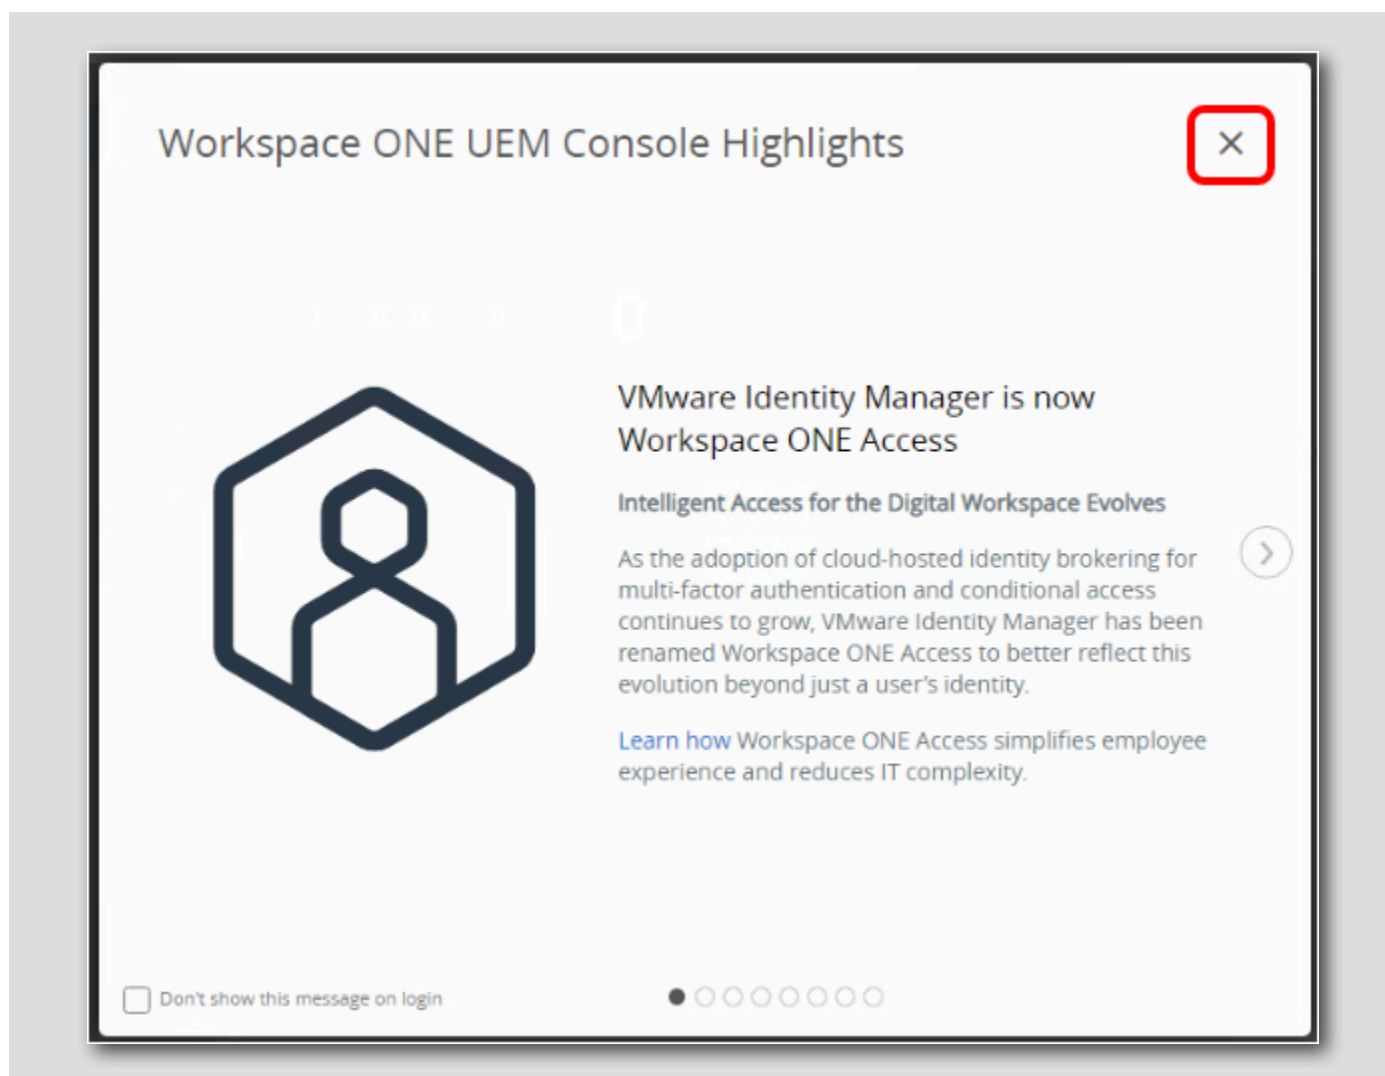 Workspace ONE UEM Console Highlights
VMware Identity Manager is now
Workspace ONE Access
Intelligent Access for the Digital Workspace Evolves
As the adoption of cloud-hosted identity brokering for
multi-factor authentication and conditional access
continues to grow, VMware Identity Manager has been
renamed Workspace ONE Access to better reflect this
evolution beyond just a user's identity.
Learn how Workspace ONE Access simplifies employee
experience and reduces IT complexity.
Don't show this message on login